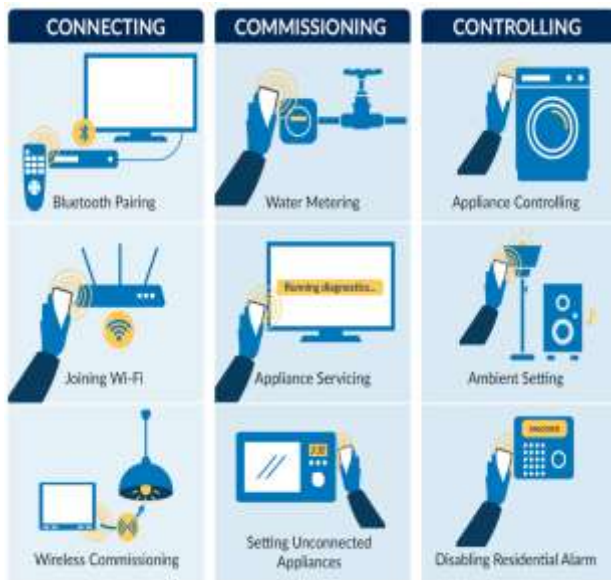 CONNECTING
COMMISSIONING
CONTROLLING
Bluetooth Pairing
Water Metering
Appliance Controlling
Running diagnostics...
Joining Wi-Fi
Appliance Servicing
Ambient Setting
Wireless Commissioning
Setting Unconnected
Appliances
Disabling Residential Alarm